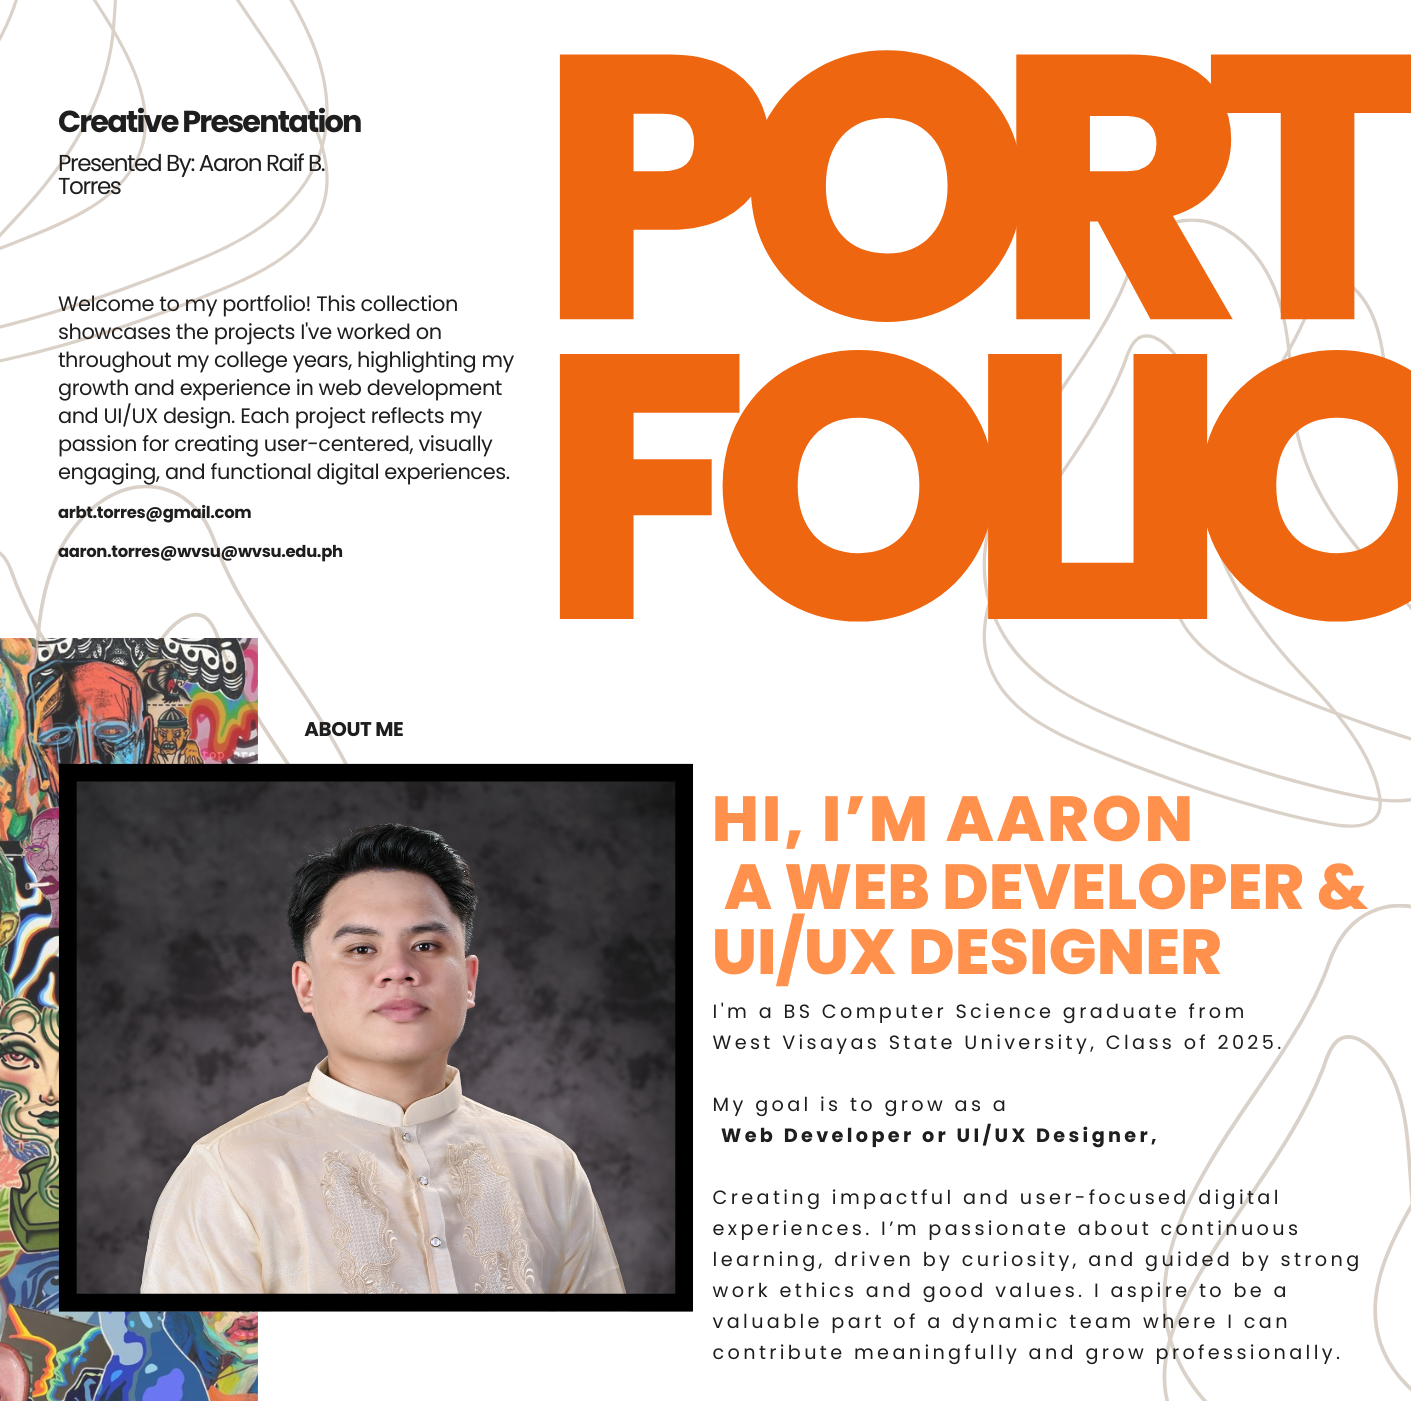 Creative Presentation
Presented By: Aaron Raif B.
Torres
PORT
FOLIO
Welcome to my portfolio! This collection
showcases the projects I've worked on
throughout my college years, highlighting my
growth and experience in web development
and UI/UX design. Each project reflects my
passion for creating user-centered, visually
engaging, and functional digital experiences.
arbt.torres@gmail.com
aaron.torres@wvsu@wvsu.edu.ph
ABOUT ME
HI, I’M AARON
A WEB DEVELOPER &
UI/UX DESIGNER
I'm a BS Computer Science graduate from
West Visayas State University, Class of 2025.
My goal is to grow as a
Web Developer or UI/UX Designer,
Creating impactful and user-focused digital
experiences. I’m passionate about continuous
learning, driven by curiosity, and guided by strong
work ethics and good values. I aspire to be a
valuable part of a dynamic team where I can
contribute meaningfully and grow professionally.